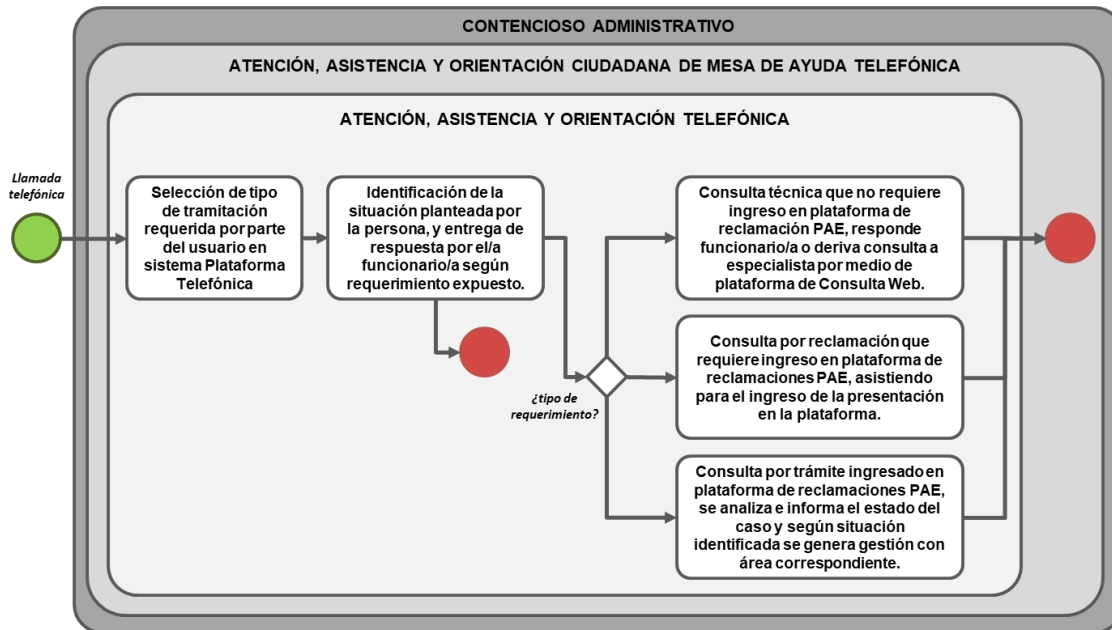 CONTENCIOSO ADMINISTRATIVO
ATENCIÓN, ASISTENCIA Y ORIENTACIÓN CIUDADANA DE MESA DE AYUDA TELEFÓNICA
ATENCIÓN, ASISTENCIA Y ORIENTACIÓN TELEFÓNICA
Llamada
telefónica
Selección de tipo
de tramitación
requerida por parte
del usuario en
sistema Plataforma
Telefónica
Identificación de la
situación planteada por
la persona, y entrega de
respuesta por el/a
funcionario/a según
requerimiento expuesto.
¿tipo de
requerimiento?
Consulta técnica que no requiere
ingreso en plataforma de
reclamación PAE, responde
funcionario/a o deriva consulta a
especialista por medio de
plataforma de Consulta Web.
Consulta por reclamación que
requiere ingreso en plataforma de
reclamaciones PAE, asistiendo
para el ingreso de la presentación
en la plataforma.
Consulta por trámite ingresado en
plataforma de reclamaciones PAE,
se analiza e informa el estado del
caso y según situación
identificada se genera gestión con
área correspondiente.